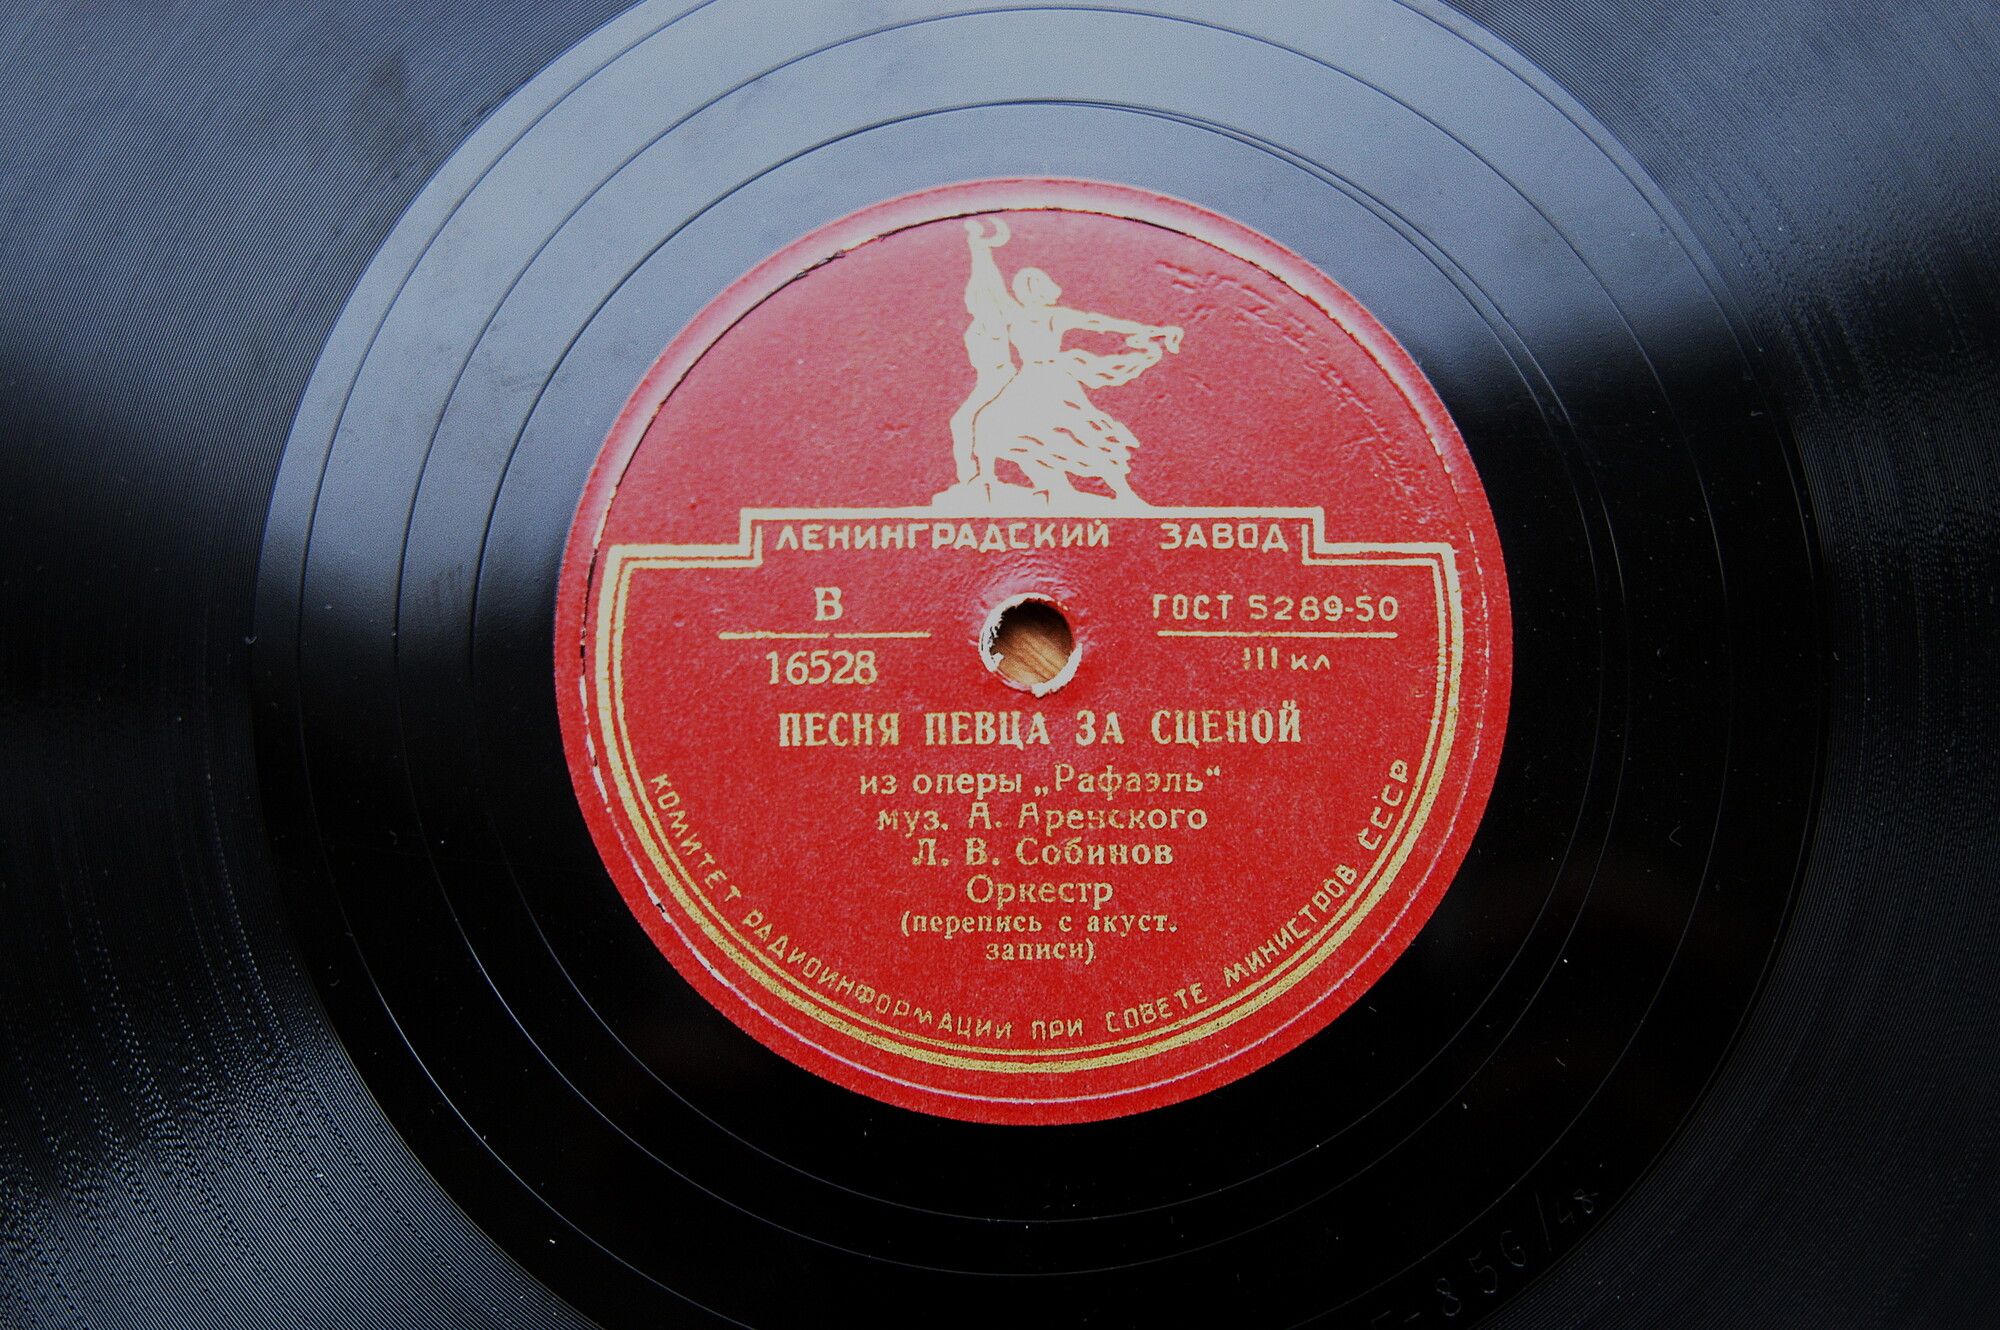 ЛЕНИНГРАДСКИЙ ЗАВОД
В
16528
ГОСТ 5289-50
III кл
ПЕСНЯ ПЕВЦА ЗА СЦЕНОЙ
из оперы „Рафаэль“
муз. А. Аренского
Л. В. Собинов
Оркестр
(перепись с акуст.
записи)
КОМИТЕТ РАДИОИНФОРМАЦИИ ПРИ СОВЕТЕ МИНИСТРОВ СССР